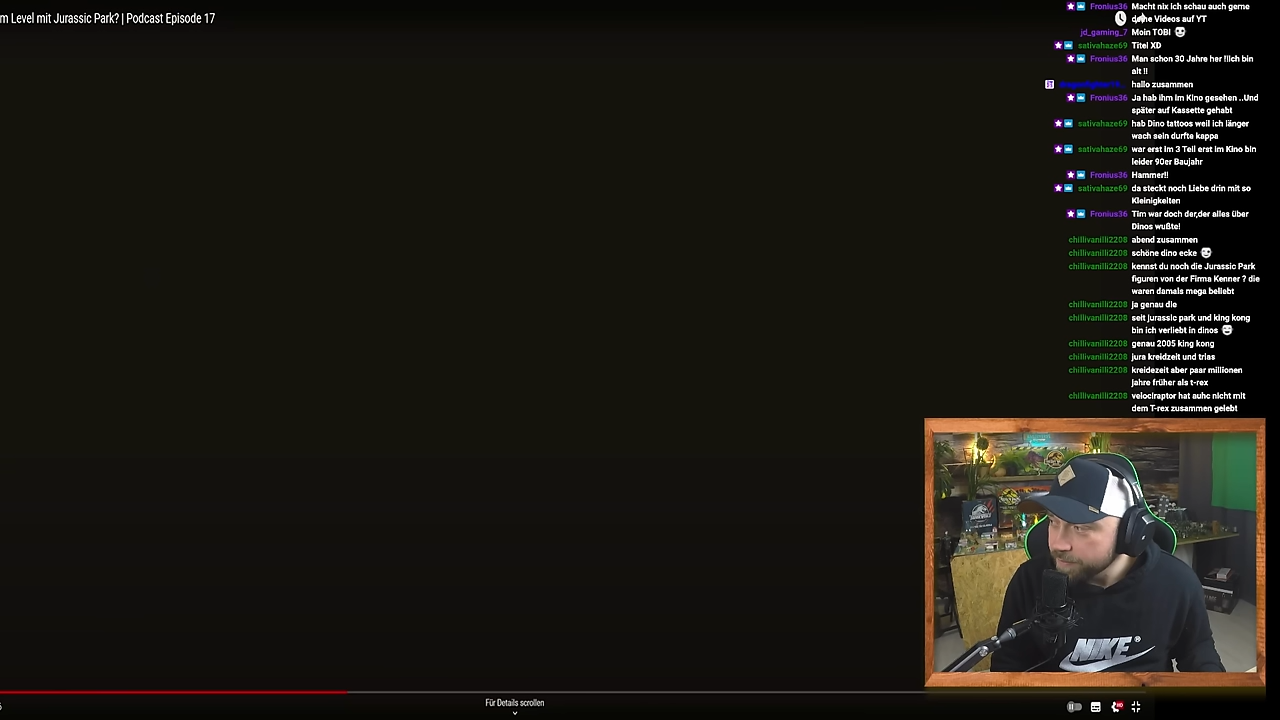 m Level mit Jurassic Park? | Podcast Episode 17
Fronius36 Macht nix ich schau auch gerne
deine Videos auf YT
jd_gaming_7 Moin TOBI
sativahaze69 Titel XD
Fronius36 Man schon 30 Jahre her !!Ich bin
alt !!
hallo zusammen
Fronius36 Ja hab ihm im Kino gesehen ..Und
später auf Kassette gehabt
sativahaze69 hab Dino tattoos weil ich länger
wach sein durfte kappa
sativahaze69 war erst im 3 Teil erst im Kino bin
leider 90er Baujahr
Fronius36 Hammer!!
sativahaze69 da steckt noch Liebe drin mit so
Kleinigkeiten
Fronius36 Tim war doch der,der alles über
Dinos wußte!
chillivanilli2208 abend zusammen
chillivanilli2208 schöne dino ecke
chillivanilli2208 kennst du noch die Jurassic Park
figuren von der Firma Kenner ? die
waren damals mega beliebt
chillivanilli2208 ja genau die
chillivanilli2208 seit jurassic park und king kong
bin ich verliebt in dinos
chillivanilli2208 genau 2005 king kong
chillivanilli2208 jura kreidzeit und trias
chillivanilli2208 kreidezeit aber paar millionen
jahre früher als t-rex
chillivanilli2208 velociraptor hat auhc nicht mit
dem T-rex zusammen gelebt
NIKE
Für Details scrollen